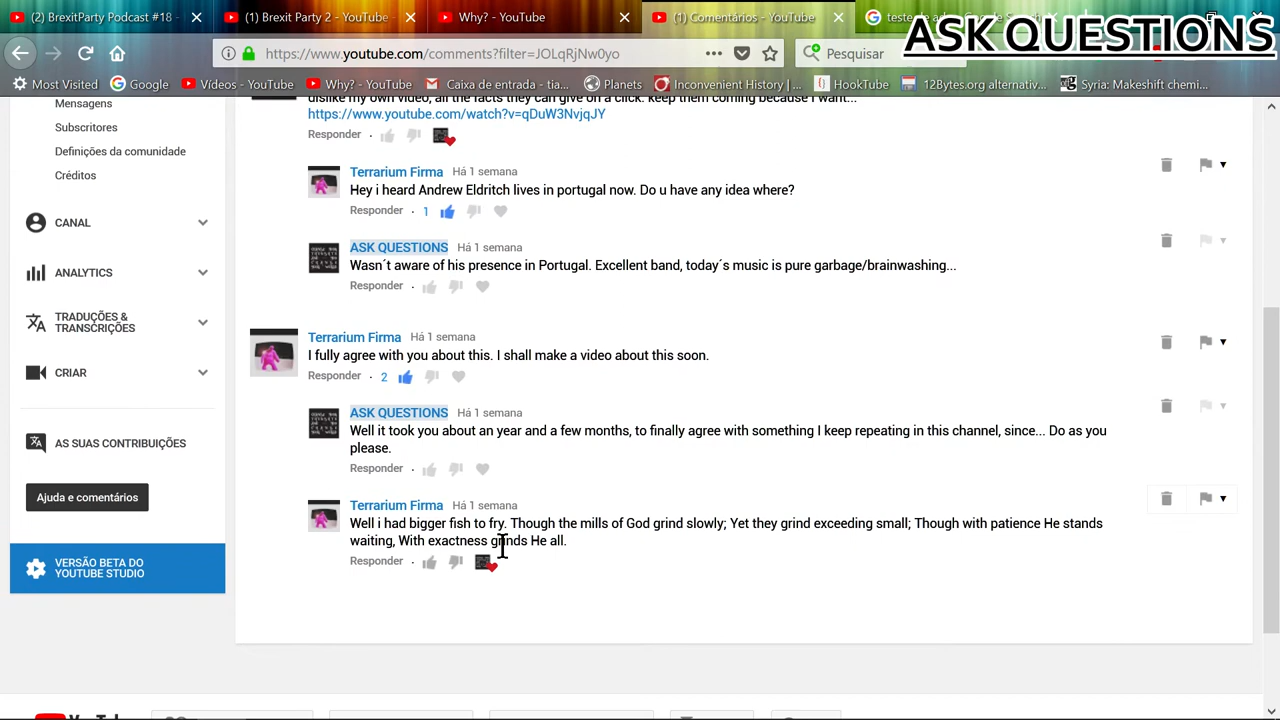 (2) BrexitParty Podcast #18 -
(1) Brexit Party 2 - YouTube
Why? - YouTube
(1) Comentários - YouTube
ASK QUESTIONS
https://www.youtube.com/comments?filter=JOLqRjNw0yo
Pesquisar
Most Visited
Google
Vídeos - YouTube
Why? - YouTube
Caixa de entrada - tia...
Planets
Inconvenient History | ...
HookTube
12Bytes.org alternativ...
Syria: Makeshift chemi...
Mensagens
Subscritores
Definições da comunidade
Créditos
CANAL
ANALYTICS
TRADUÇÕES &
TRANSCRIÇÕES
CRIAR
AS SUAS CONTRIBUIÇÕES
Ajuda e comentários
VERSÃO BETA DO
YOUTUBE STUDIO
dislike my own video, all the facts they can give on a click. keep them coming because I want...
https://www.youtube.com/watch?v=qDuW3NvjqJY
Responder
Terrarium Firma Há 1 semana
Hey i heard Andrew Eldritch lives in portugal now. Do u have any idea where?
Responder · 1
ASK QUESTIONS Há 1 semana
Wasn´t aware of his presence in Portugal. Excellent band, today´s music is pure garbage/brainwashing...
Responder ·
Terrarium Firma Há 1 semana
I fully agree with you about this. I shall make a video about this soon.
Responder · 2
ASK QUESTIONS Há 1 semana
Well it took you about an year and a few months, to finally agree with something I keep repeating in this channel, since... Do as you
please.
Responder ·
Terrarium Firma Há 1 semana
Well i had bigger fish to fry. Though the mills of God grind slowly; Yet they grind exceeding small; Though with patience He stands
waiting, With exactness grinds He all.
Responder ·